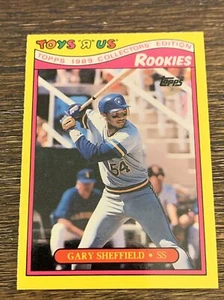 TOYS "R" US
TOPPS 1989 COLLECTORS' EDITION
ROOKIES
Topps
54
GARY SHEFFIELD • SS